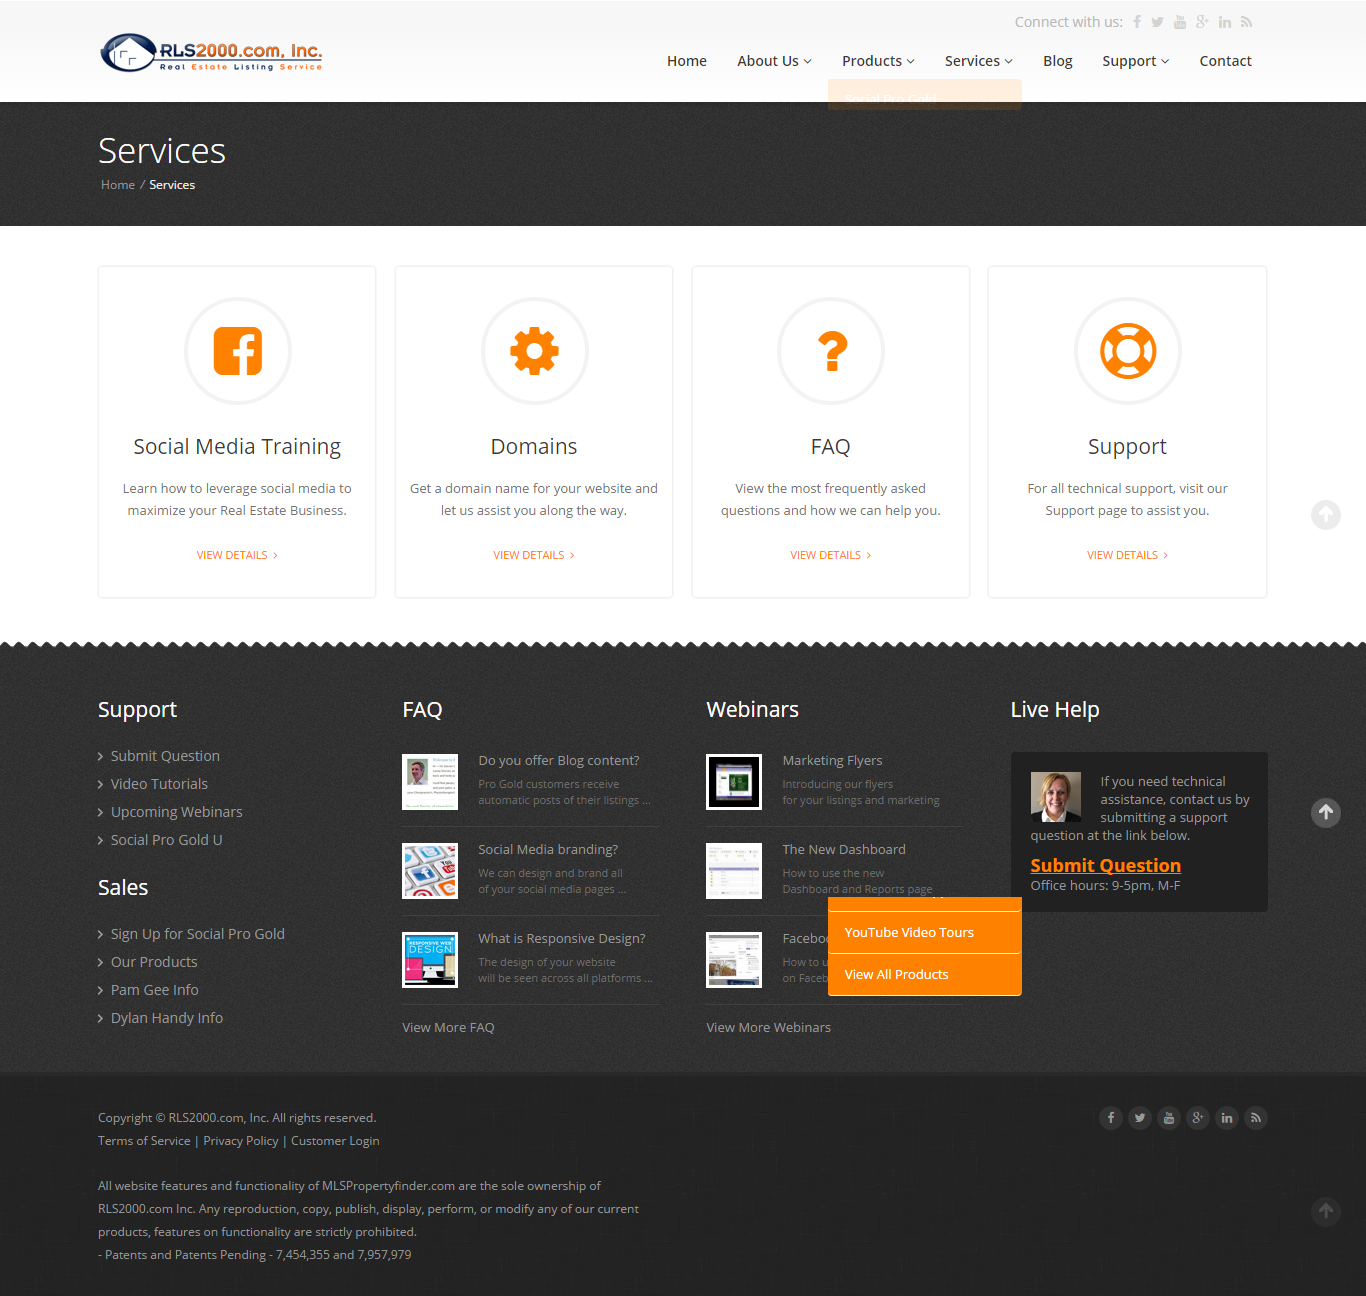 Connect with us:
RLS2000.com, Inc.
Real Estate Listing Service
Home
About Us
Products
Services
Blog
Support
Contact
Social Pro Gold
Services
Home / Services
Social Media Training
Learn how to leverage social media to
maximize your Real Estate Business.
VIEW DETAILS
Domains
Get a domain name for your website and
let us assist you along the way.
VIEW DETAILS
FAQ
View the most frequently asked
questions and how we can help you.
VIEW DETAILS
Support
For all technical support, visit our
Support page to assist you.
VIEW DETAILS
Support
Submit Question
Video Tutorials
Upcoming Webinars
Social Pro Gold U
Sales
Sign Up for Social Pro Gold
Our Products
Pam Gee Info
Dylan Handy Info
FAQ
Do you offer Blog content?
Pro Gold customers receive
automatic posts of their listings ...
Social Media branding?
We can design and brand all
of your social media pages ...
RESPONSIVE WEB
DESIGN
What is Responsive Design?
The design of your website
will be seen across all platforms ...
View More FAQ
Webinars
Marketing Flyers
Introducing our flyers
for your listings and marketing
The New Dashboard
How to use the new
Dashboard and Reports page
How to u
on Faceb
View More Webinars
YouTube Video Tours
View All Products
Live Help
If you need technical
assistance, contact us by
submitting a support
question at the link below.
Submit Question
Office hours: 9-5pm, M-F
Copyright © RLS2000.com, Inc. All rights reserved.
Terms of Service | Privacy Policy | Customer Login
All website features and functionality of MLSPropertyfinder.com are the sole ownership of
RLS2000.com Inc. Any reproduction, copy, publish, display, perform, or modify any of our current
products, features on functionality are strictly prohibited.
- Patents and Patents Pending - 7,454,355 and 7,957,979